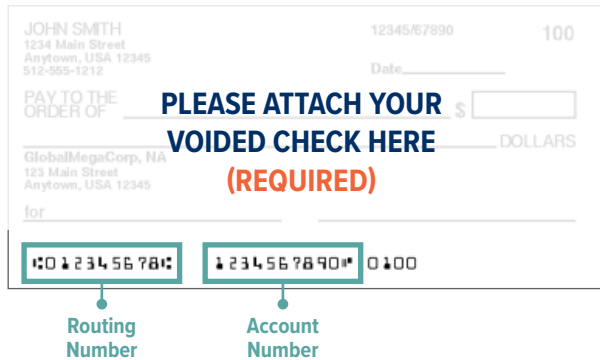 JOHN SMITH
1234 Main Street
Anytown, USA 12345
512-555-1212
12345/67890
100
Date
PAY TO THE
ORDER OF
$
PLEASE ATTACH YOUR
VOIDED CHECK HERE
(REQUIRED)
DOLLARS
GlobalMegaCorp, NA
123 Main Street
Anytown, USA 12345
for
⑆012345678⑆ 1234567890⑈ 0100
Routing
Number
Account
Number